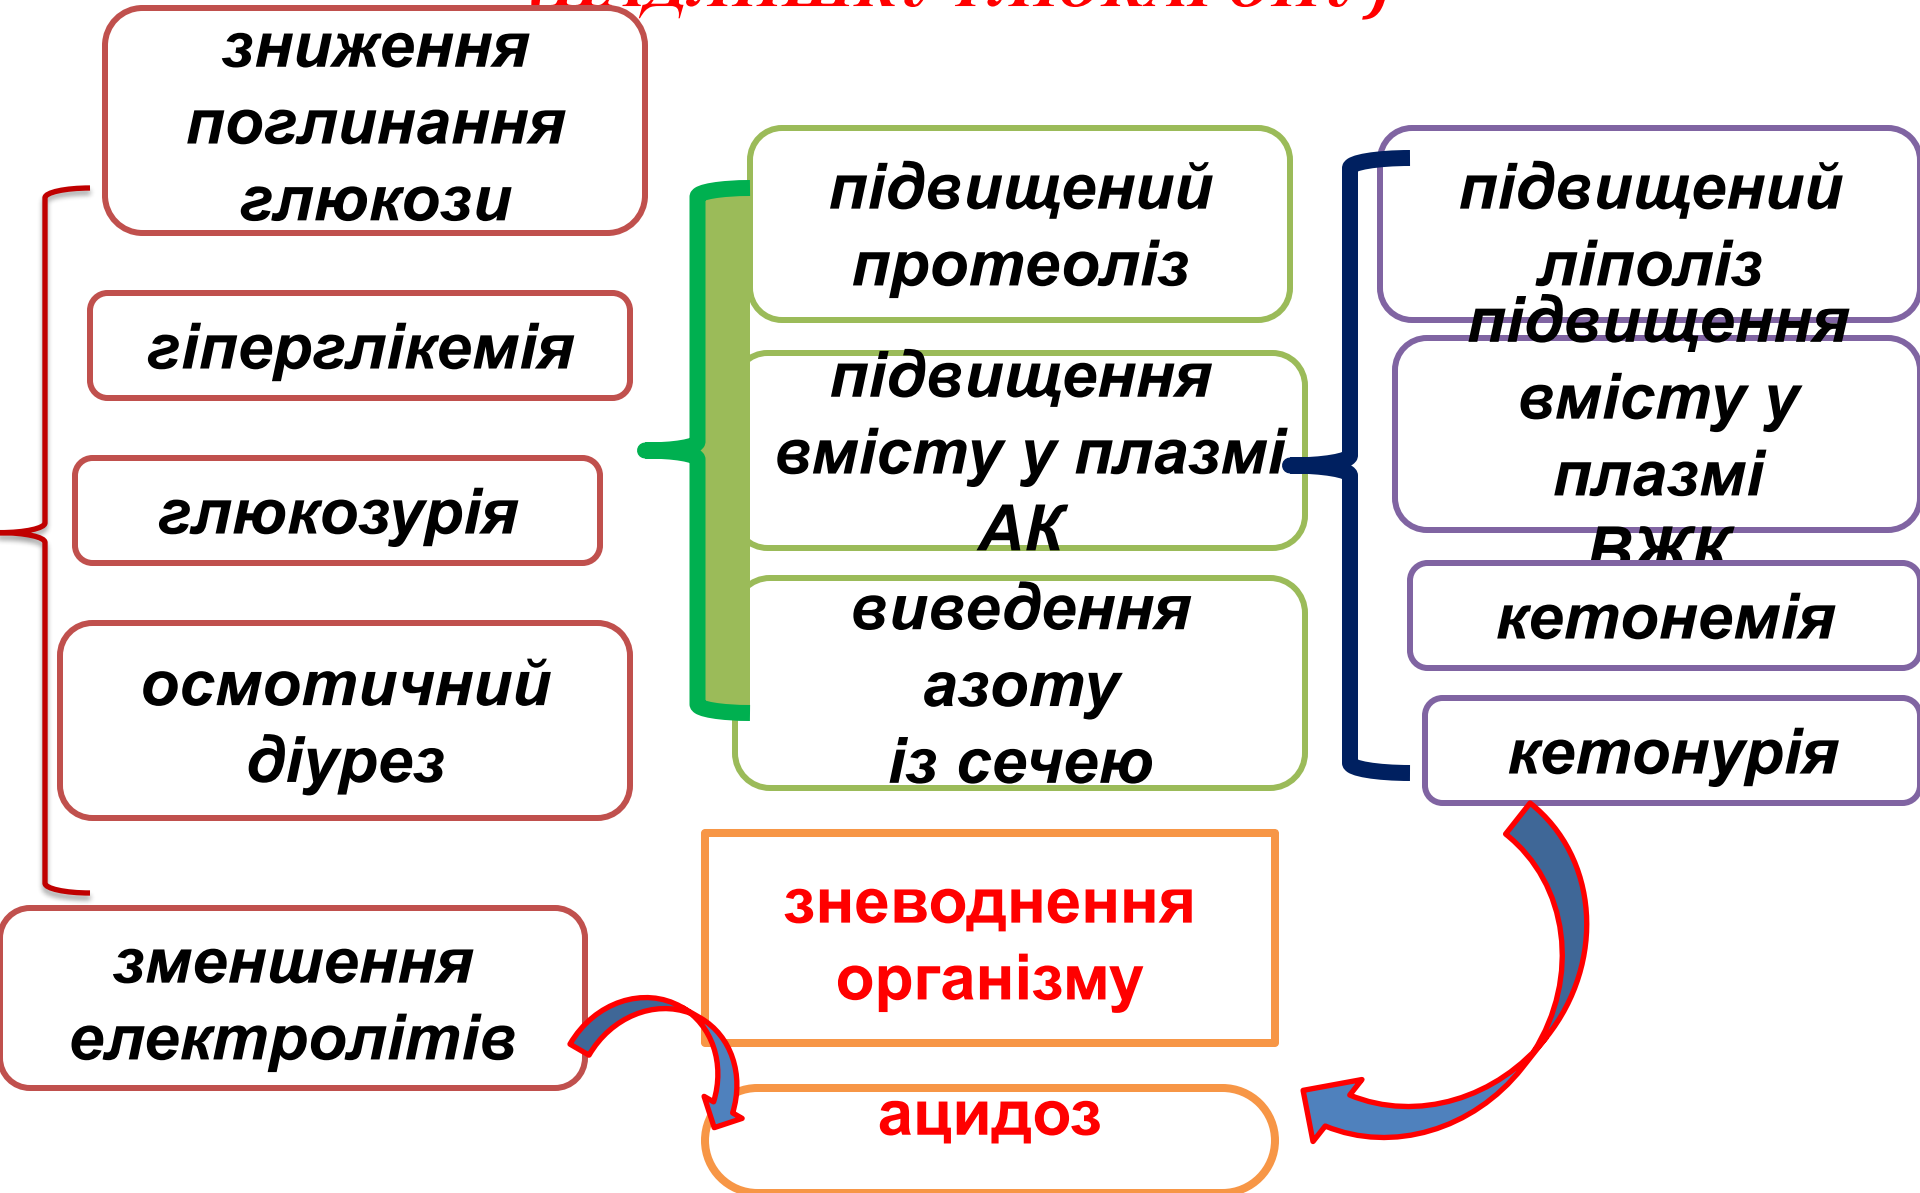 зниження
поглинання
глюкози
гіперглікемія
глюкозурія
осмотичний
діурез
зменшення
електролітів
підвищений
протеоліз
підвищення
вмісту у плазмі
АК
виведення
азоту
із сечею
підвищений
ліполіз
підвищення
вмісту у
плазмі
ВЖК
кетонемія
кетонурія
зневоднення
організму
ацидоз